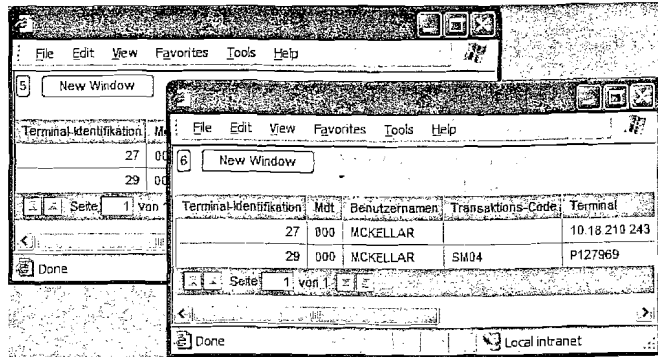 File Edit View Favorites Tools Help
5 New Window
Terminal-Identifikation
27
29
Seite 1 von 1
Done
File Edit View Favorites Tools Help
6 New Window
Terminal-Identifikation Mdt Benutzernamen Transaktions-Code Terminal
27 000 MCKELLAR 10.18.210.243
29 000 MCKELLAR SM04 P127969
Seite 1 von 1
Done Local intranet